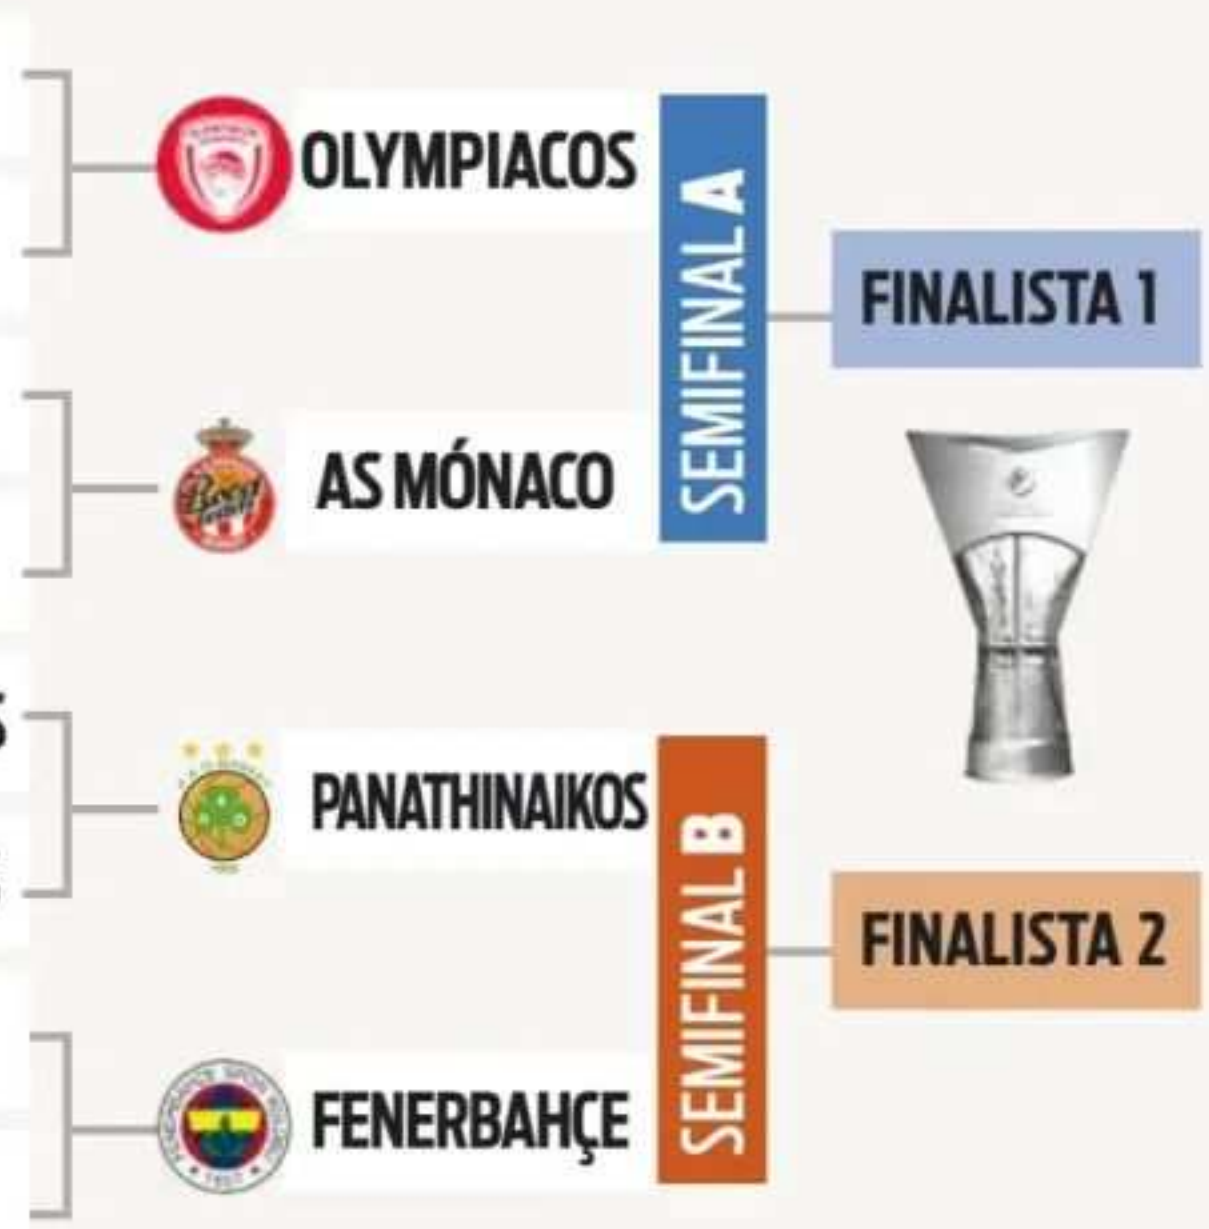 OLYMPIACOS
AS MÓNACO
SEMIFINAL A
FINALISTA 1
PANATHINAIKOS
FENERBAHÇE
SEMIFINAL B
FINALISTA 2